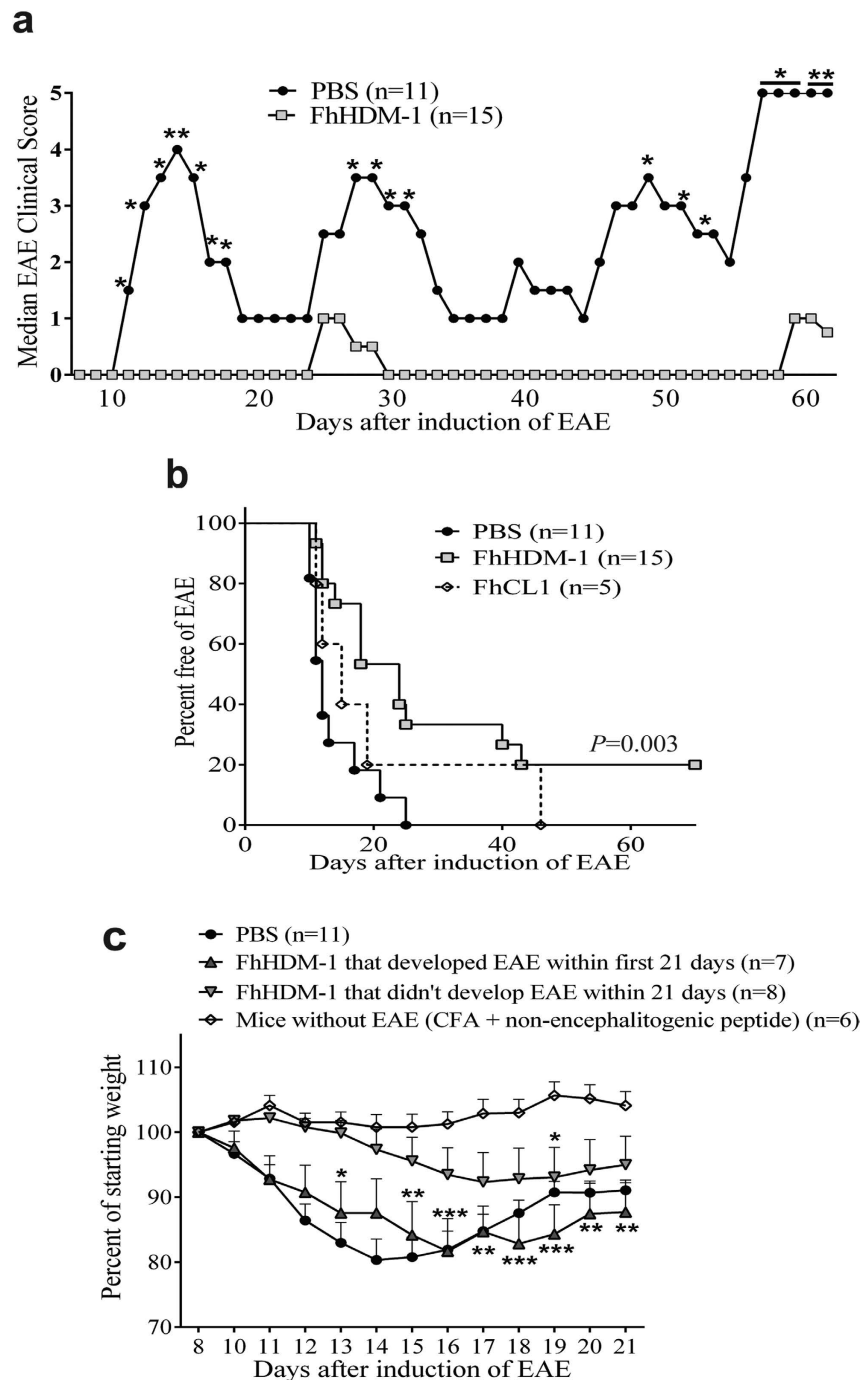 a
PBS (n=11)
FhHDM-1 (n=15)
Median EAE Clinical Score
5
4
3
2
1
0
* * * ** * * * * * * * * * * * *
**
10 20 30 40 50 60
Days after induction of EAE
b
PBS (n=11)
FhHDM-1 (n=15)
FhCL1 (n=5)
Percent free of EAE
100
80
60
40
20
0
P=0.003
0 20 40 60
Days after induction of EAE
c
PBS (n=11)
FhHDM-1 that developed EAE within first 21 days (n=7)
FhHDM-1 that didn't develop EAE within 21 days (n=8)
Mice without EAE (CFA + non-encephalitogenic peptide) (n=6)
Percent of starting weight
110
100
90
80
70
* ** *** ** *** * *** ** **
8 10 11 12 13 14 15 16 17 18 19 20 21
Days after induction of EAE